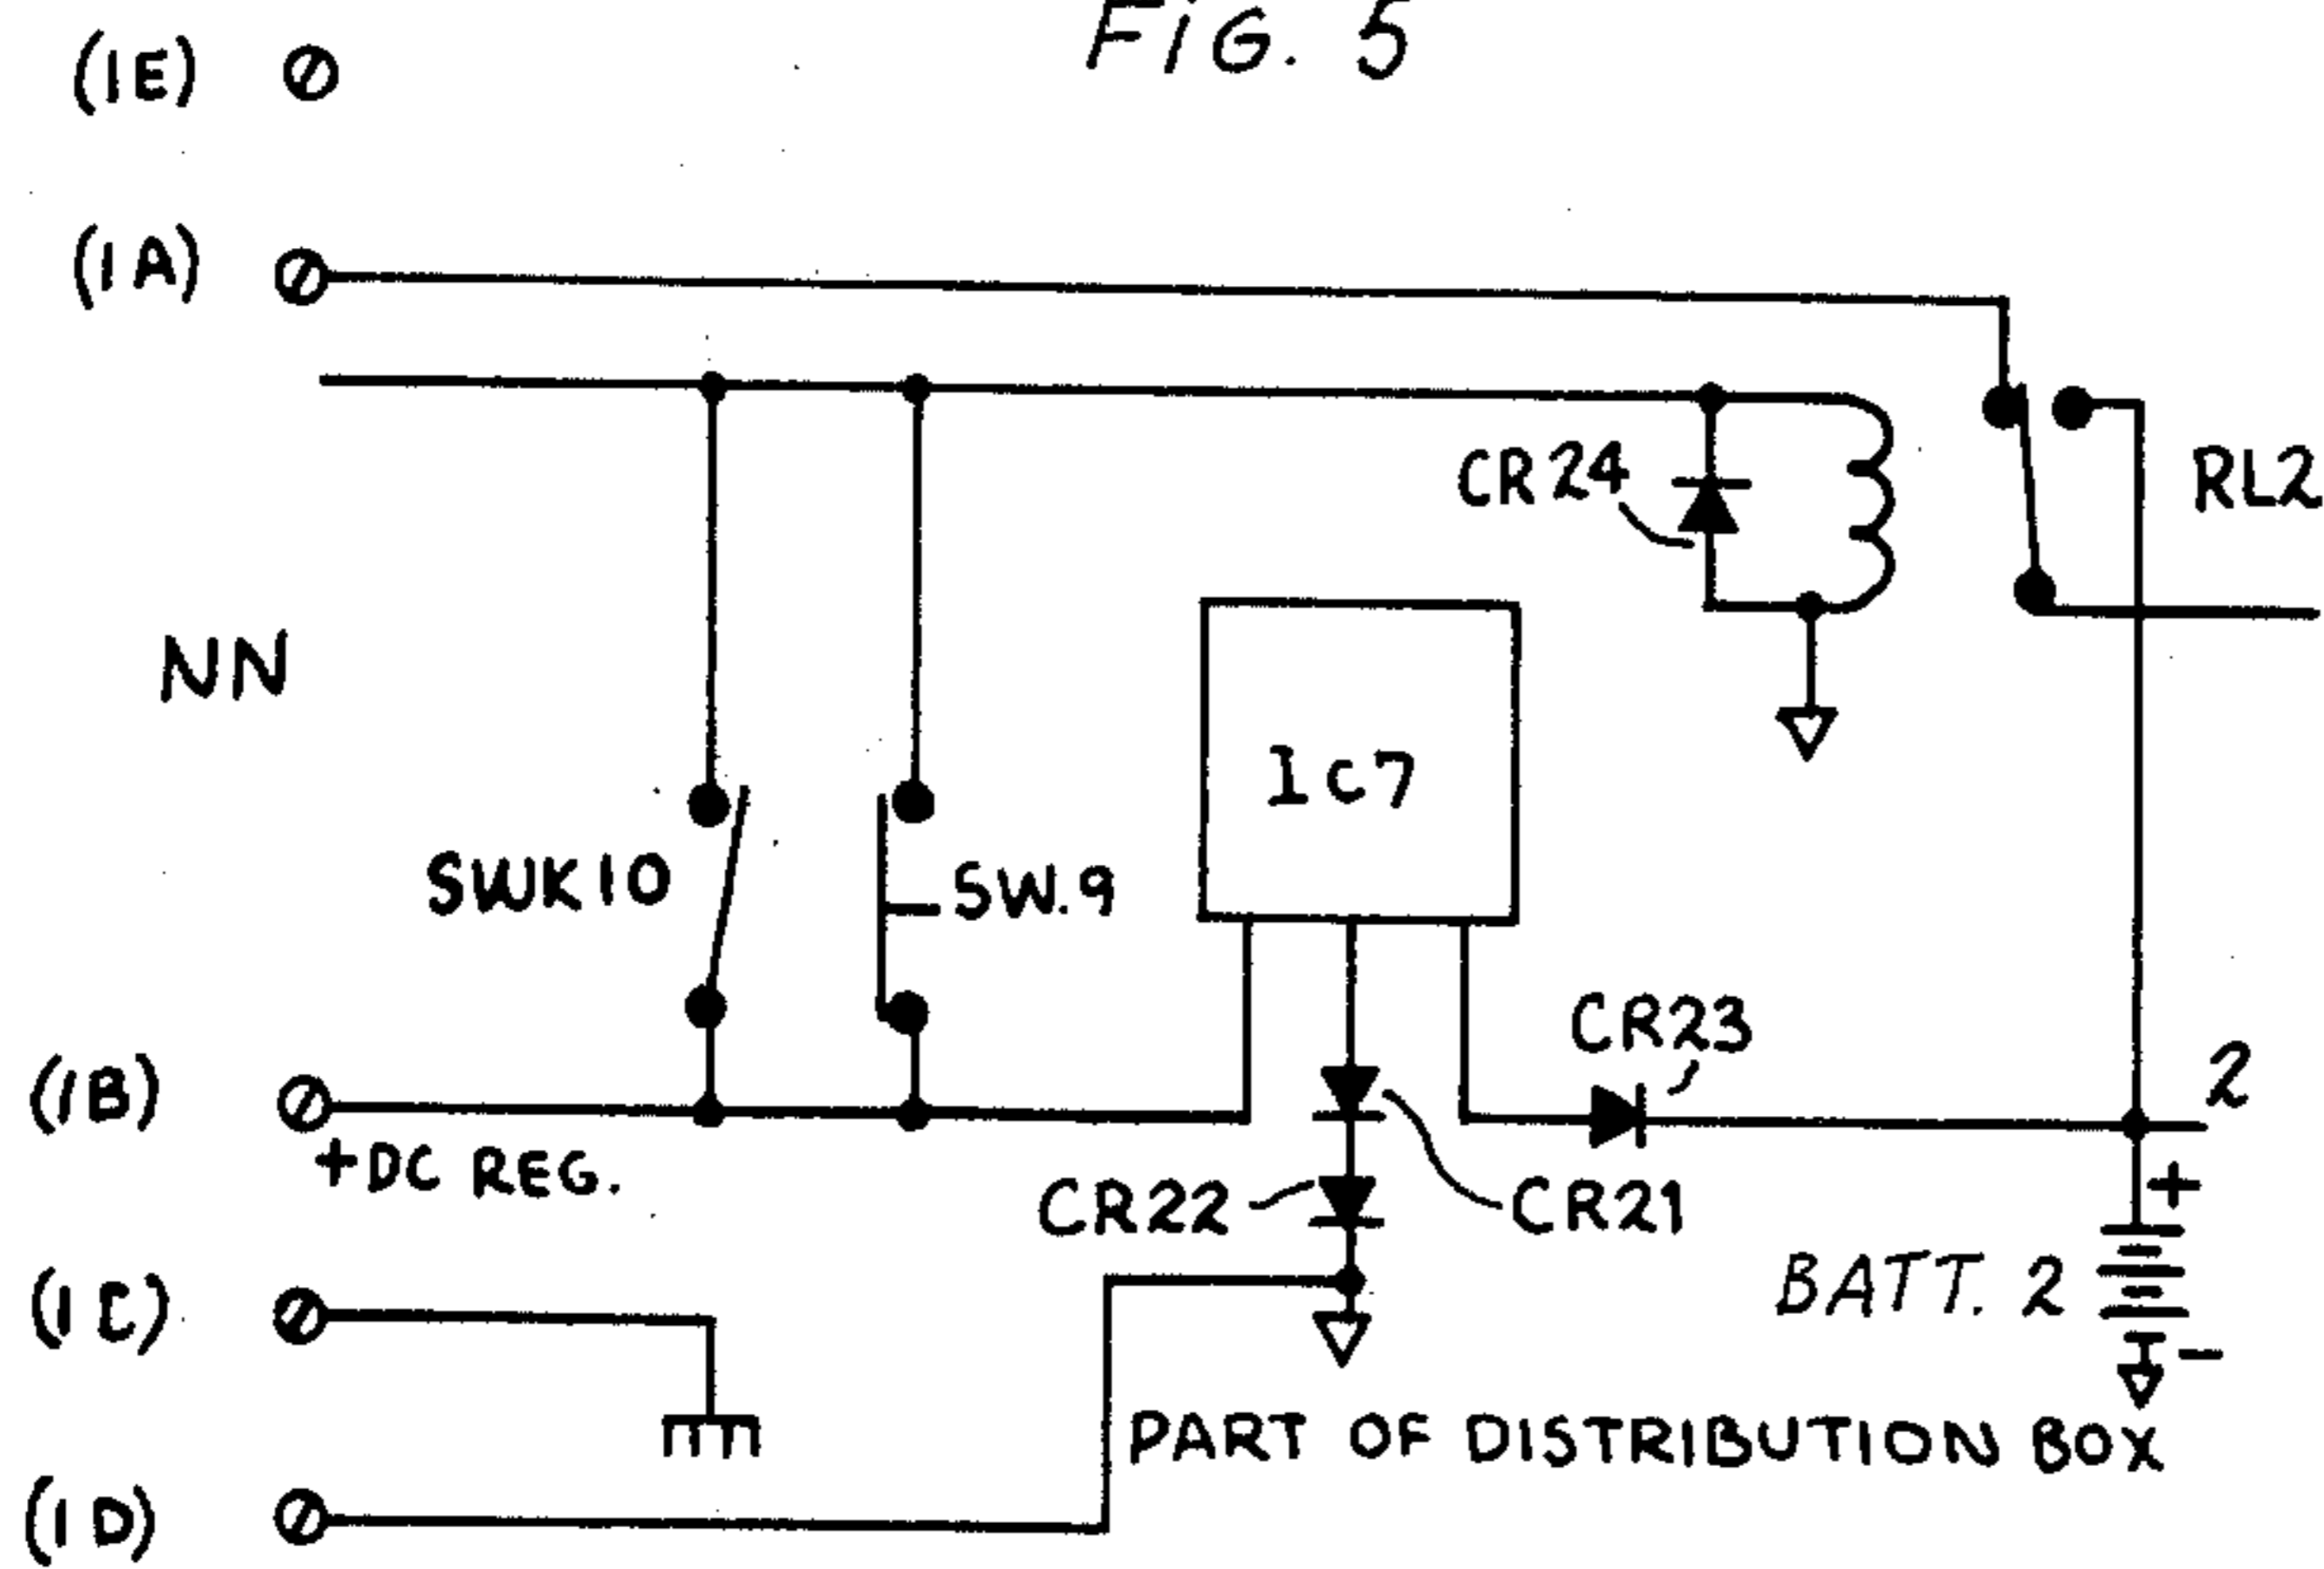 FIG. 5
(1E)
(1A)
CR24
RL2
NN
1C7
SWK10
SW.9
CR23
(1B)
2
+DC REG.
+
CR22
CR21
BATT. 2
(1C)
-
PART OF DISTRIBUTION BOX
(1D)